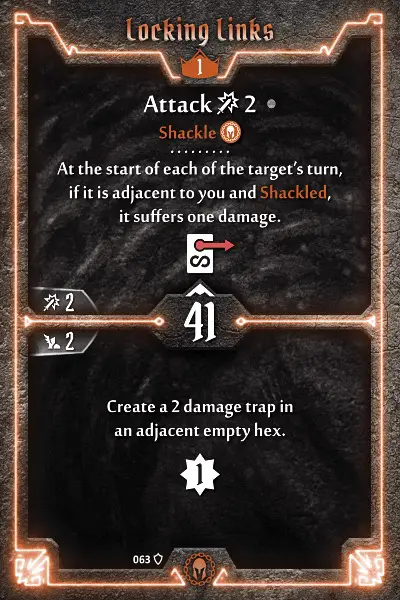 Locking Links
1
Attack 2
Shackle
At the start of each of the target's turn,
if it is adjacent to you and Shackled,
it suffers one damage.
2
41
2
Create a 2 damage trap in
an adjacent empty hex.
1
063